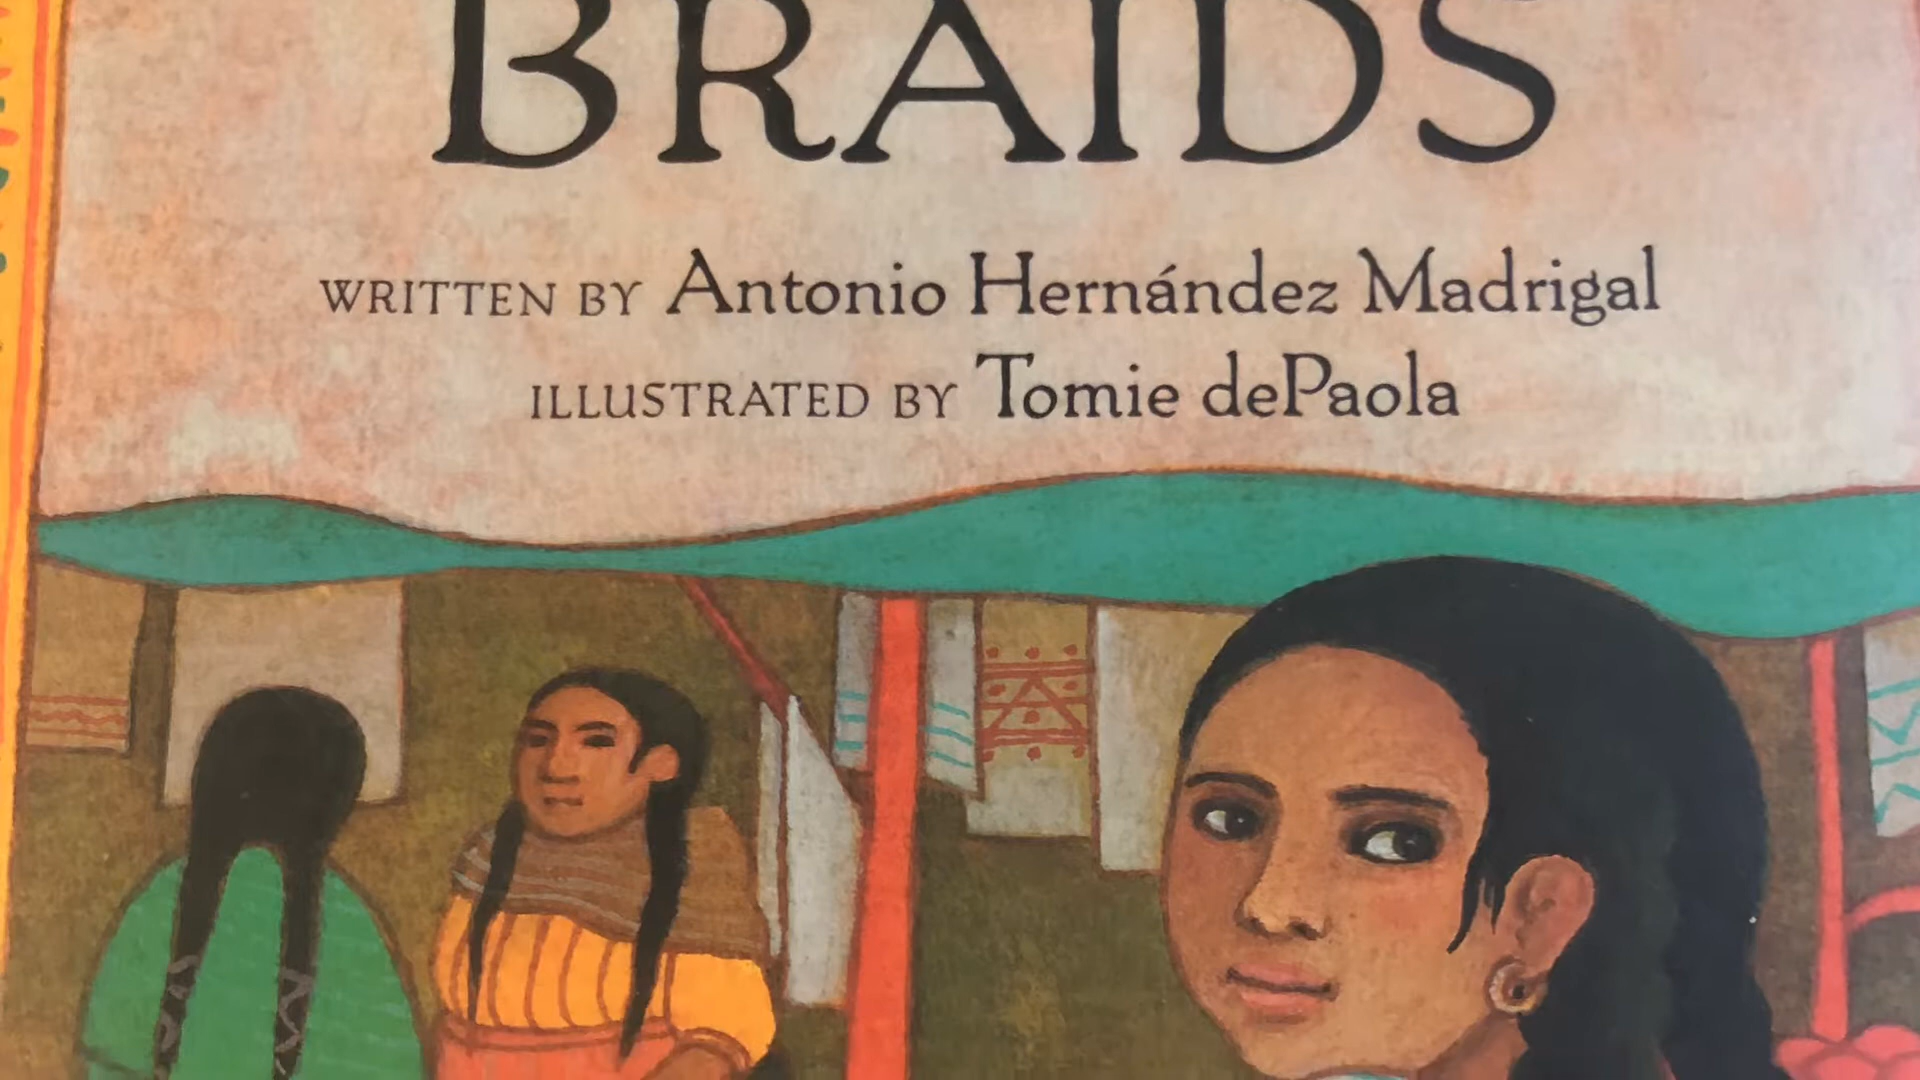 BRAIDS
WRITTEN BY Antonio Hernández Madrigal
ILLUSTRATED BY Tomie dePaola